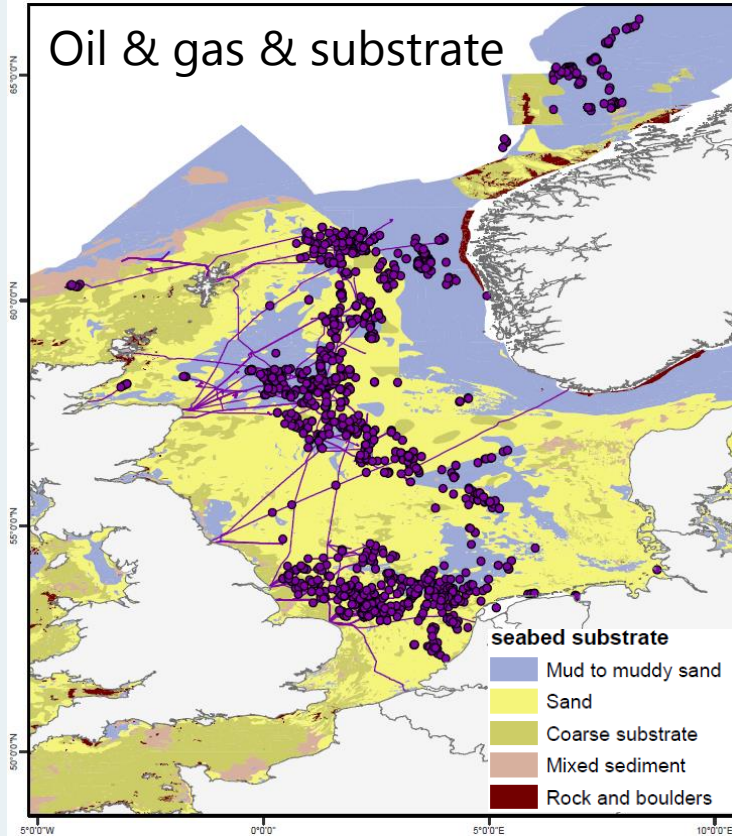 Oil & gas & substrate
65°0'0"N
60°0'0"N
55°0'0"N
50°0'0"N
seabed substrate
Mud to muddy sand
Sand
Coarse substrate
Mixed sediment
Rock and boulders
5°0'0"W
0°0'0"
5°0'0"E
10°0'0"E